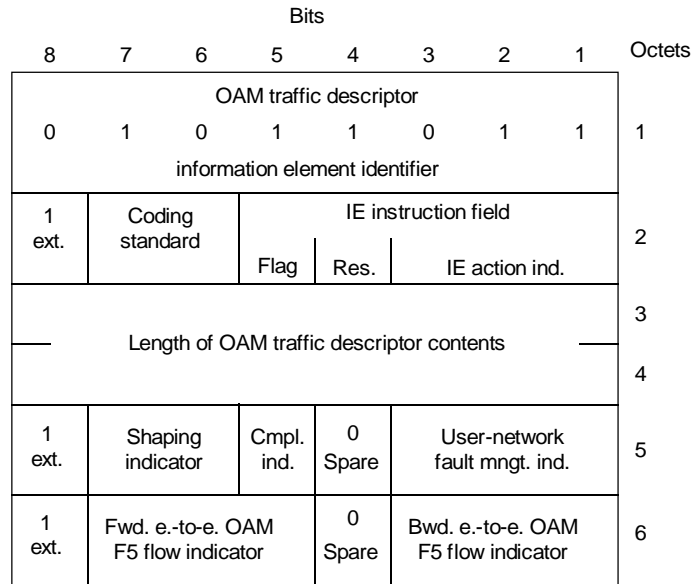 Bits
8 7 6 5 4 3 2 1 Octets
OAM traffic descriptor
0 1 0 1 1 0 1 1 1
information element identifier
1 Coding IE instruction field
ext. standard 2
Flag Res. IE action ind.
3
Length of OAM traffic descriptor contents
4
1 Shaping Cmpl. 0 User-network
ext. indicator ind. Spare fault mngt. ind. 5
1 Fwd. e.-to-e. OAM 0 Bwd. e.-to-e. OAM
ext. F5 flow indicator Spare F5 flow indicator 6